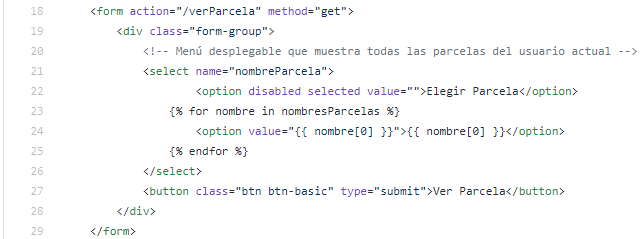 18 <form action="/verParcela" method="get">
19 <div class="form-group">
20 <!-- Menú desplegable que muestra todas las parcelas del usuario actual -->
21 <select name="nombreParcela">
22 <option disabled selected value="">Elegir Parcela</option>
23 {% for nombre in nombresParcelas %}
24 <option value="{{ nombre[0] }}">{{ nombre[0] }}</option>
25 {% endfor %}
26 </select>
27 <button class="btn btn-basic" type="submit">Ver Parcela</button>
28 </div>
29 </form>